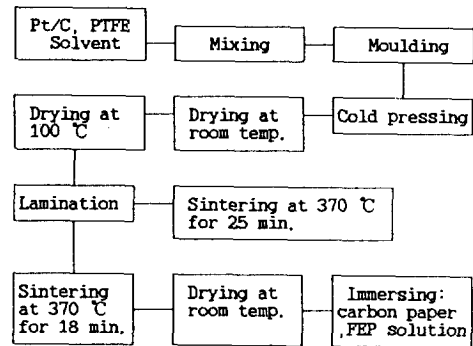 Pt/C, PTFE
Solvent
Mixing
Moulding
Drying at
100 ℃
Drying at
room temp.
Cold pressing
Lamination
Sintering at 370 ℃
for 25 min.
Sintering
at 370 ℃
for 18 min.
Drying at
room temp.
Immersing:
carbon paper
,FEP solution